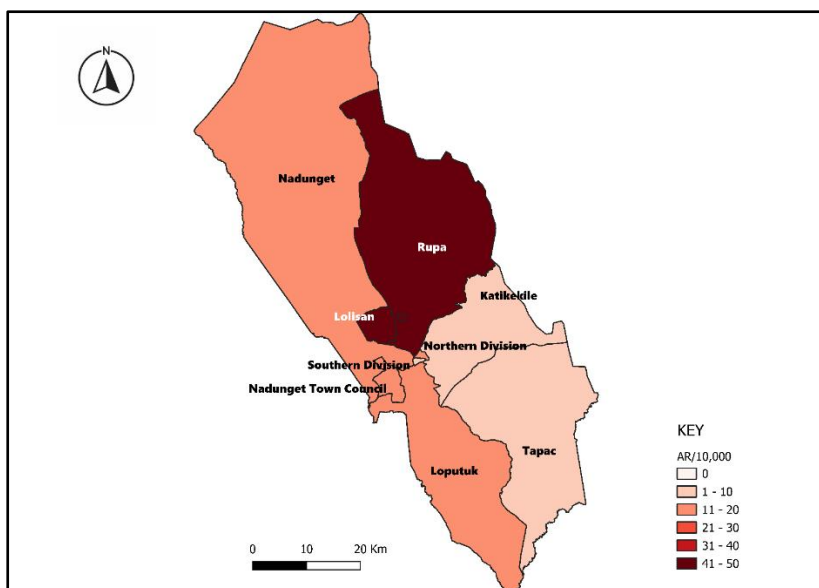 N
Nadunget
Rupa
Katikekile
Lolisan
Northern Division
Southern Division
Nadunget Town Council
Tapac
Loputuk
KEY
AR/10,000
0
1 - 10
11 - 20
21 - 30
31 - 40
41 - 50
0 10 20 Km